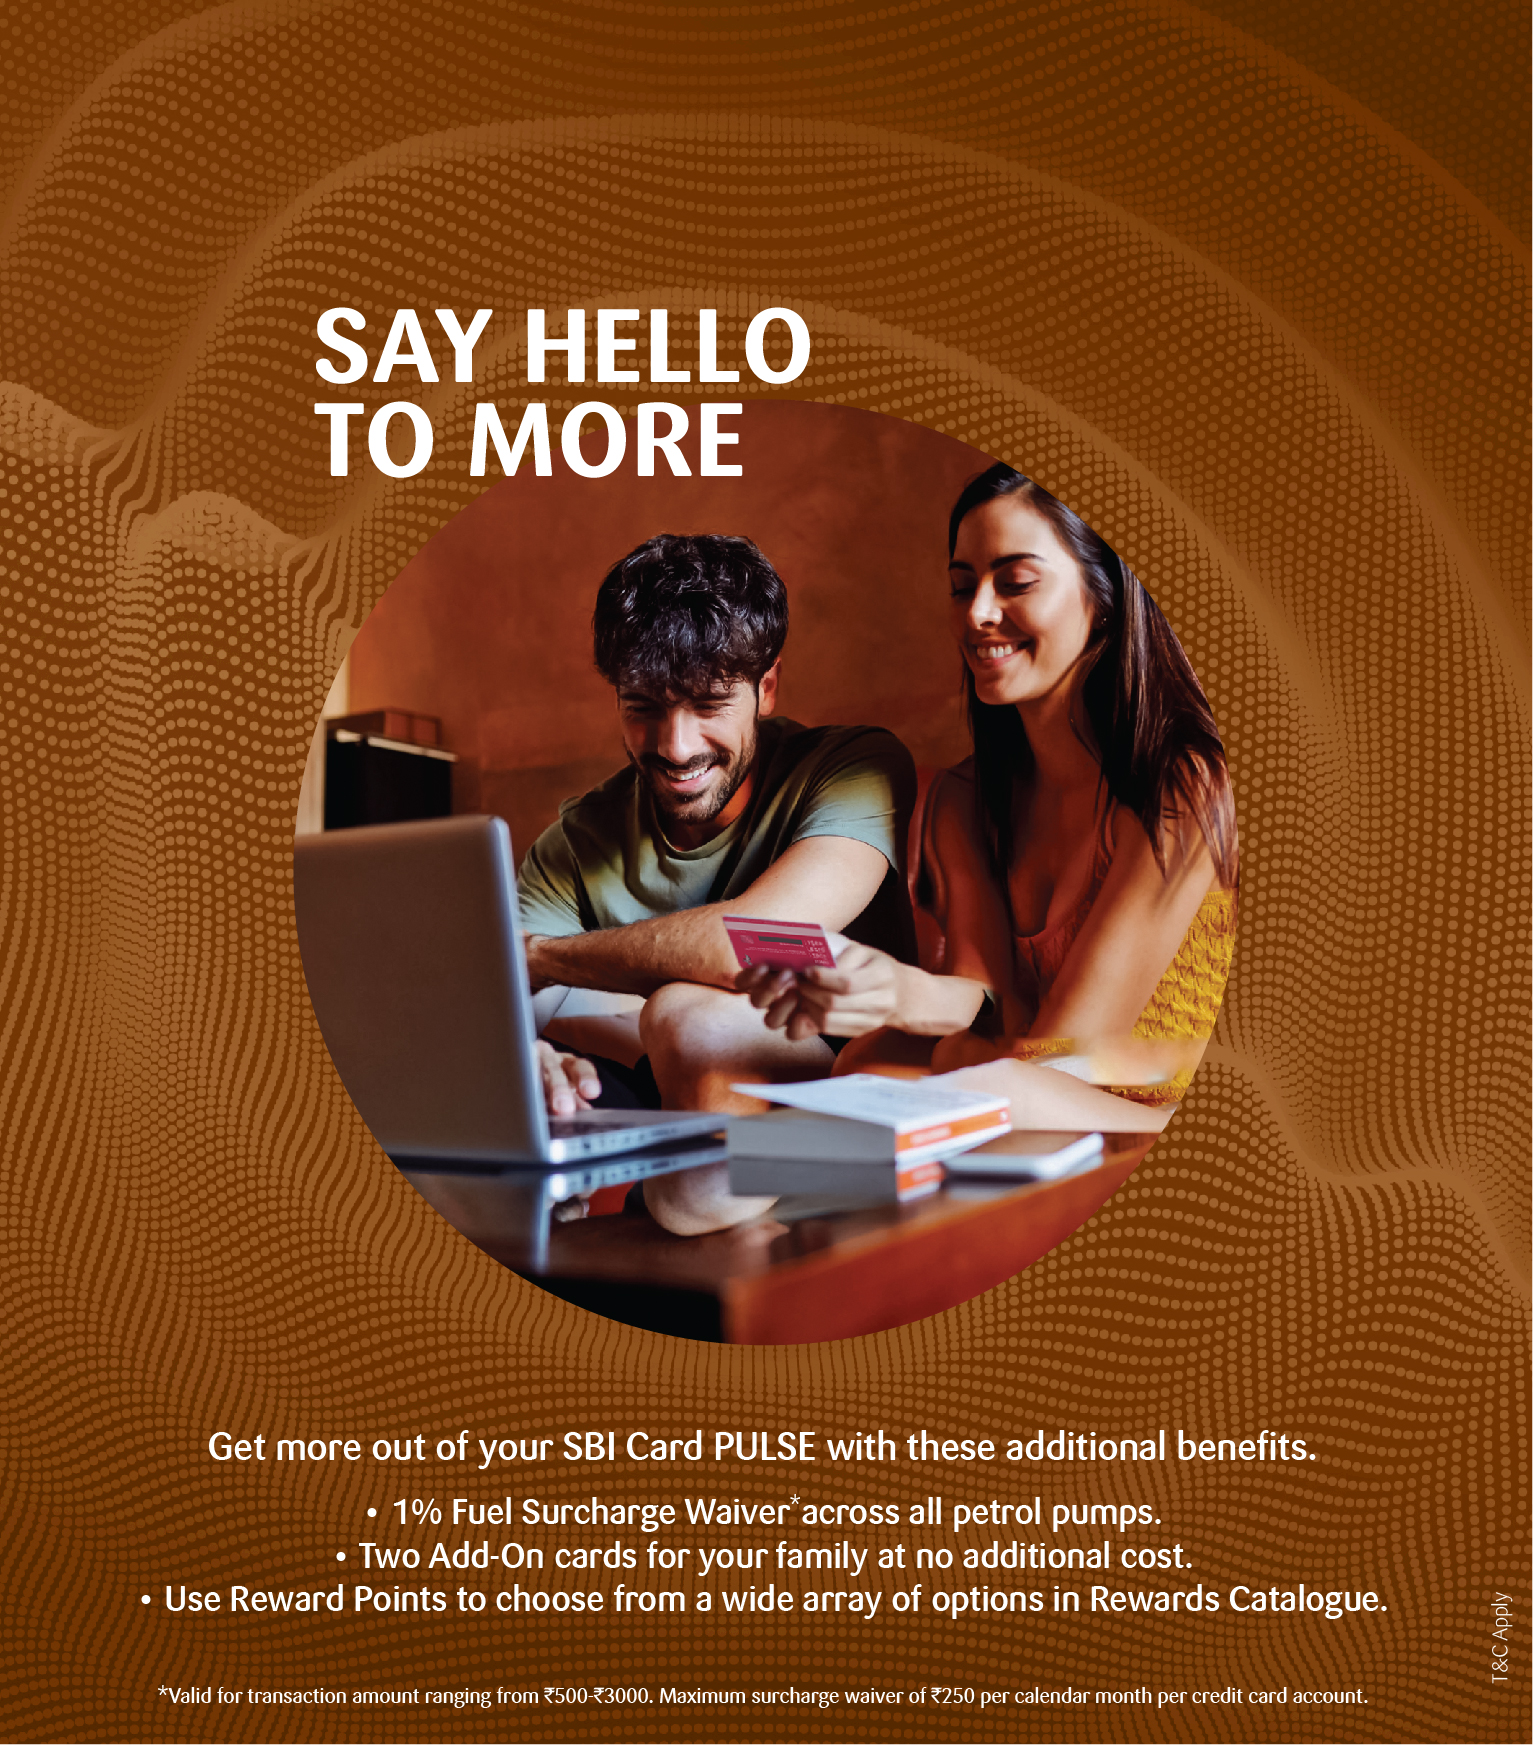 SAY HELLO
TO MORE
Get more out of your SBI Card PULSE with these additional benefits.
• 1% Fuel Surcharge Waiver*across all petrol pumps.
• Two Add-On cards for your family at no additional cost.
• Use Reward Points to choose from a wide array of options in Rewards Catalogue.
T&C Apply
*Valid for transaction amount ranging from ₹500-₹3000. Maximum surcharge waiver of ₹250 per calendar month per credit card account.